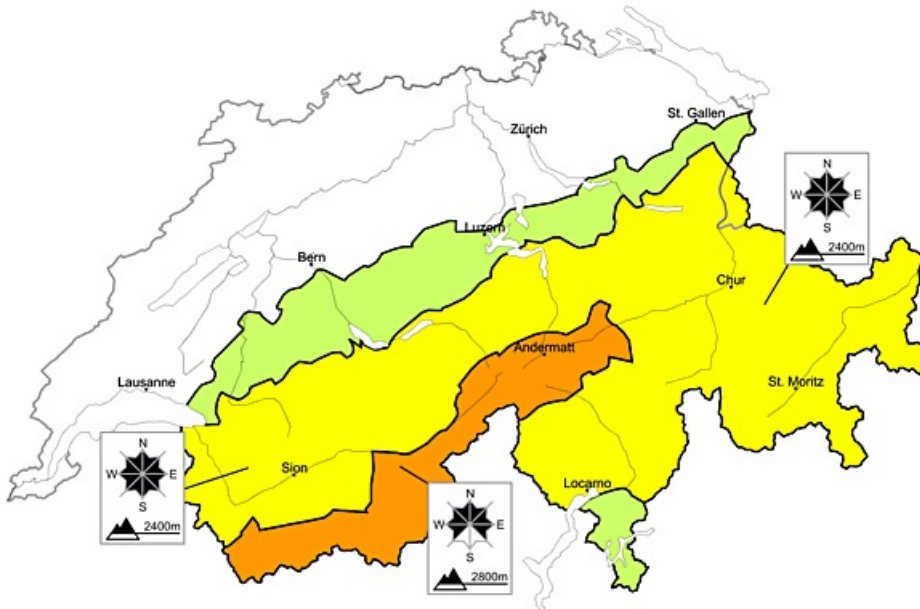 St. Gallen
Zürich
N
W E
S
2400m
Luzern
Bern
Chur
Andermatt
Lausanne
St. Moritz
N
W E
S
2400m
Sion
Locarno
N
W E
S
2800m